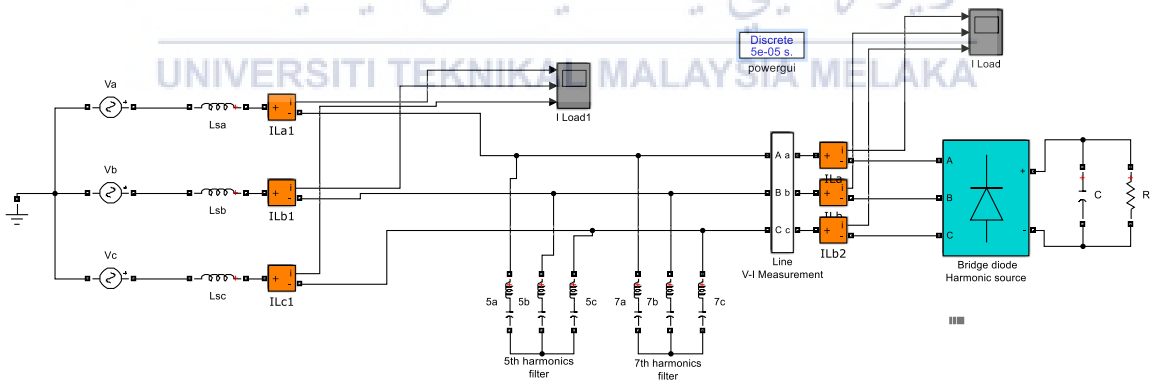 UNIVERSITI TEKNIKAL MALAYSIA MELAKA
Discrete
5e-05 s.
powergui
I Load
I Load1
Va
Lsa
i
+
-
ILa1
Vb
Lsb
i
+
-
ILb1
Vc
Lsc
i
+
-
ILc1
A a
B b
C c
Line
V-I Measurement
i
+
-
ILa
i
+
-
ILb
i
+
-
ILb2
A
B
C
+
-
Bridge diode
Harmonic source
C
R
5a 5b 5c
5th harmonics
filter
7a 7b 7c
7th harmonics
filter